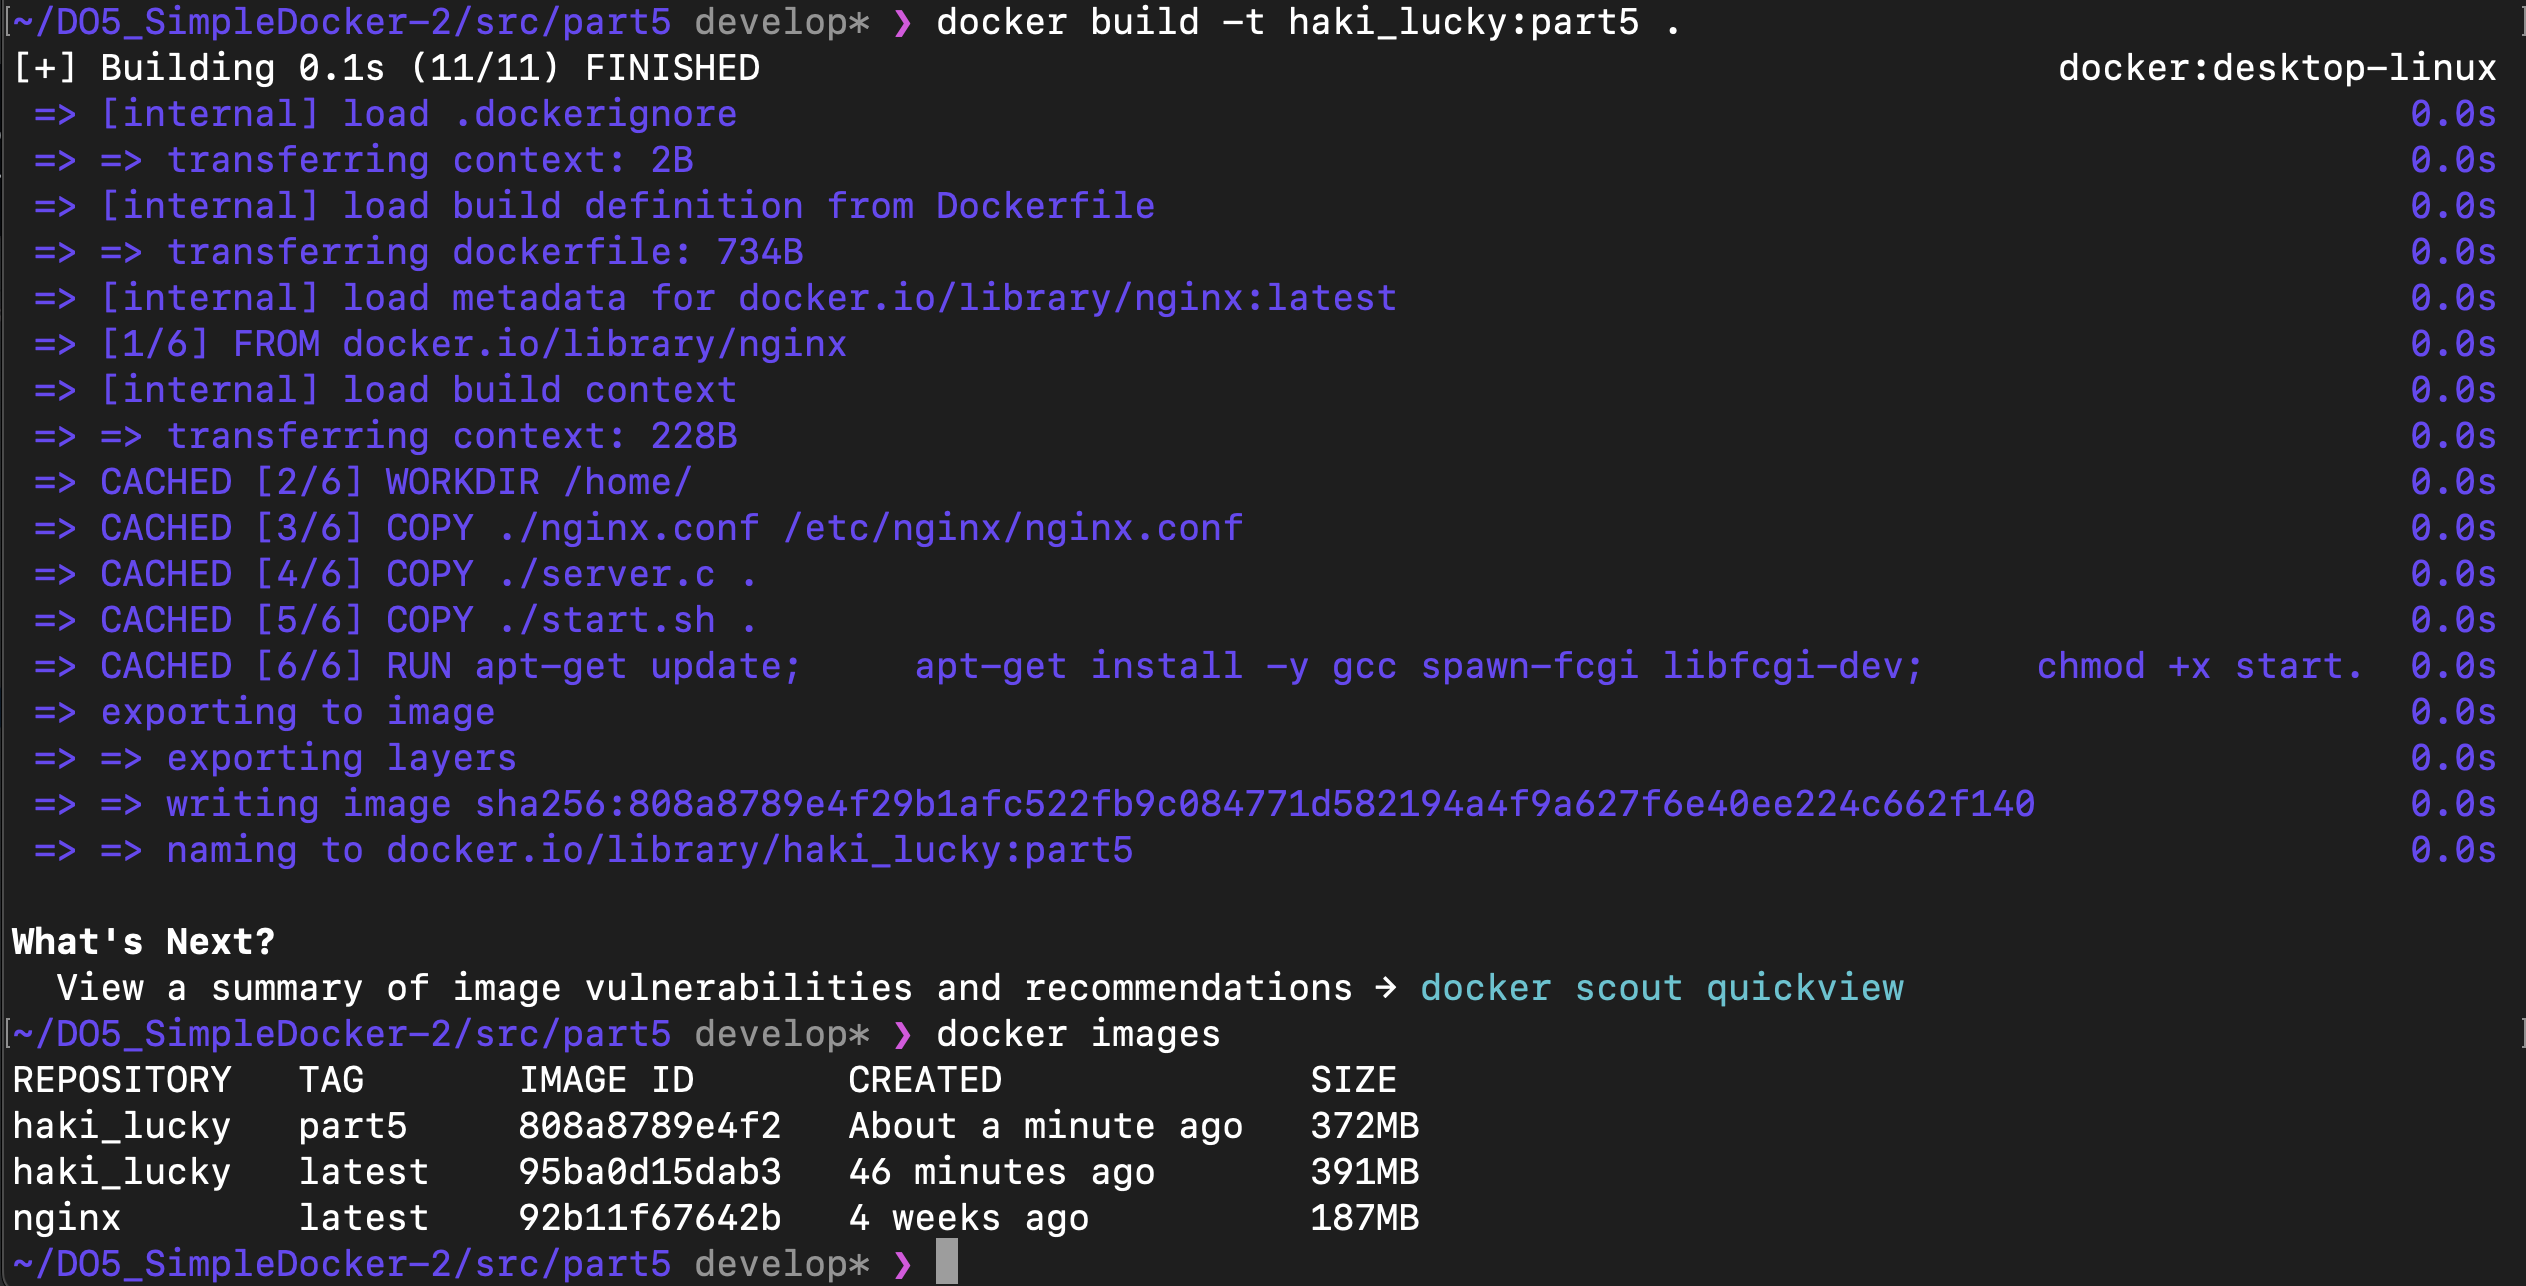 [~/DO5_SimpleDocker-2/src/part5 develop* ❯ docker build -t haki_lucky:part5 . ]
[+] Building 0.1s (11/11) FINISHED docker:desktop-linux
=> [internal] load .dockerignore 0.0s
=> => transferring context: 2B 0.0s
=> [internal] load build definition from Dockerfile 0.0s
=> => transferring dockerfile: 734B 0.0s
=> [internal] load metadata for docker.io/library/nginx:latest 0.0s
=> [1/6] FROM docker.io/library/nginx 0.0s
=> [internal] load build context 0.0s
=> => transferring context: 228B 0.0s
=> CACHED [2/6] WORKDIR /home/ 0.0s
=> CACHED [3/6] COPY ./nginx.conf /etc/nginx/nginx.conf 0.0s
=> CACHED [4/6] COPY ./server.c . 0.0s
=> CACHED [5/6] COPY ./start.sh . 0.0s
=> CACHED [6/6] RUN apt-get update; apt-get install -y gcc spawn-fcgi libfcgi-dev; chmod +x start. 0.0s
=> exporting to image 0.0s
=> => exporting layers 0.0s
=> => writing image sha256:808a8789e4f29b1afc522fb9c084771d582194a4f9a627f6e40ee224c662f140 0.0s
=> => naming to docker.io/library/haki_lucky:part5 0.0s
What's Next?
View a summary of image vulnerabilities and recommendations → docker scout quickview
[~/DO5_SimpleDocker-2/src/part5 develop* ❯ docker images ]
REPOSITORY TAG IMAGE ID CREATED SIZE
haki_lucky part5 808a8789e4f2 About a minute ago 372MB
haki_lucky latest 95ba0d15dab3 46 minutes ago 391MB
nginx latest 92b11f67642b 4 weeks ago 187MB
~/DO5_SimpleDocker-2/src/part5 develop* ❯